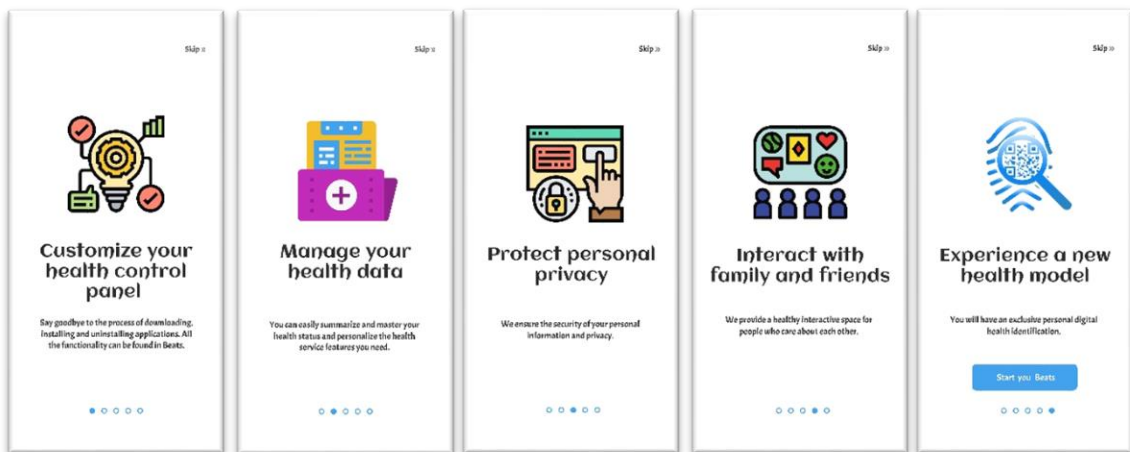 Skip »
Customize your
health control
panel
Say goodbye to the process of downloading,
installing and uninstalling applications. All
the functionality can be found in Beats.
Skip »
Manage your
health data
You can easily summarize and master your
health status and personalize the health
service features you need.
Skip »
Protect personal
privacy
We ensure the security of your personal
information and privacy.
Skip »
Interact with
family and friends
We provide a healthy interactive space for
people who care about each other.
Skip »
Experience a new
health model
You will have an exclusive personal digital
health identification.
Start you Beats